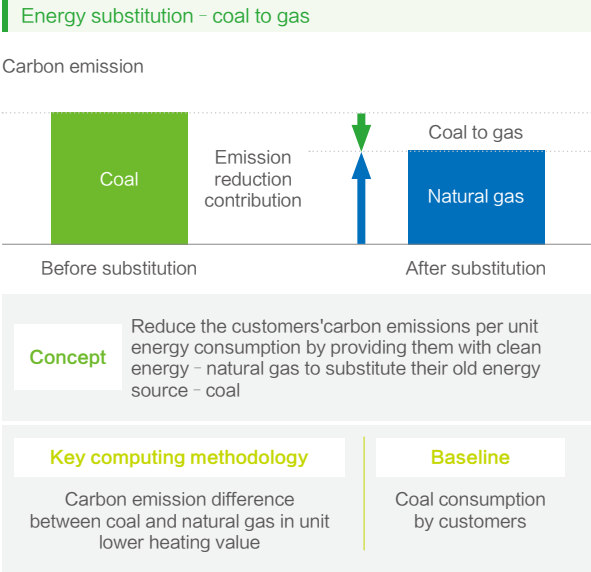 Energy substitution – coal to gas
Carbon emission
Coal
Emission
reduction
contribution
Coal to gas
Natural gas
Before substitution
After substitution
Concept
Reduce the customers'carbon emissions per unit
energy consumption by providing them with clean
energy – natural gas to substitute their old energy
source – coal
Key computing methodology
Carbon emission difference
between coal and natural gas in unit
lower heating value
Baseline
Coal consumption
by customers